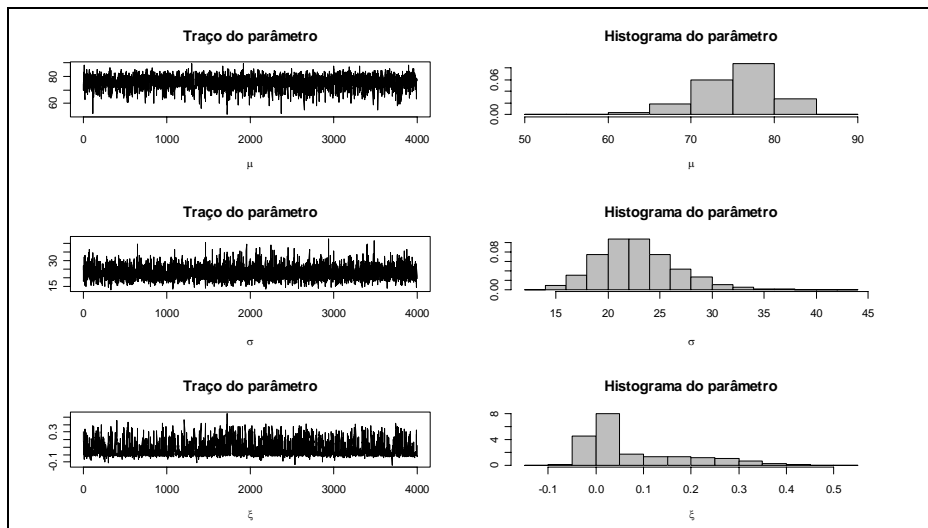 Traço do parâmetro
80
60
0 1000 2000 3000 4000
μ
Histograma do parâmetro
0.06
0.00
50 60 70 80 90
μ
Traço do parâmetro
30
15
0 1000 2000 3000 4000
σ
Histograma do parâmetro
0.08
0.00
15 20 25 30 35 40 45
σ
Traço do parâmetro
0.3
-0.1
0 1000 2000 3000 4000
ξ
Histograma do parâmetro
8
4
0
-0.1 0.0 0.1 0.2 0.3 0.4 0.5
ξ